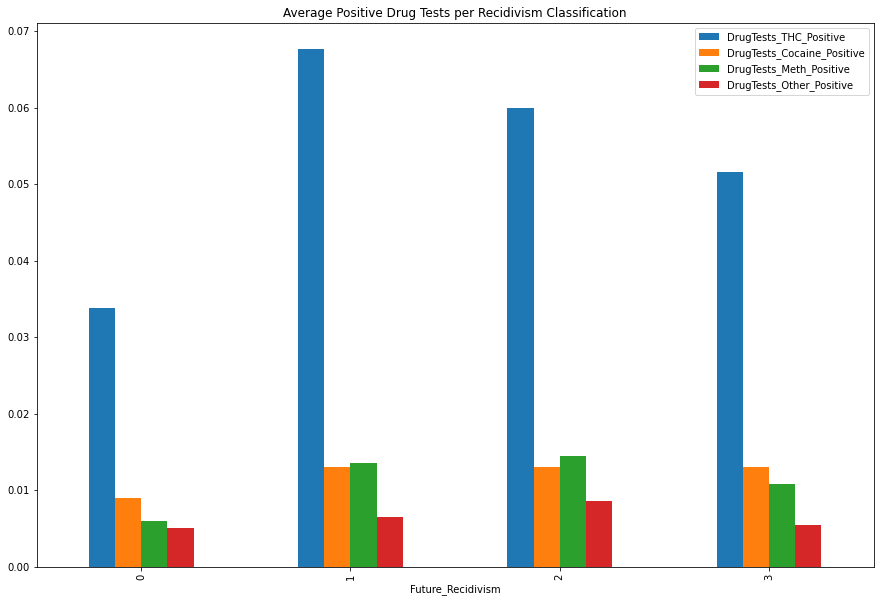 Average Positive Drug Tests per Recidivism Classification
DrugTests_THC_Positive
DrugTests_Cocaine_Positive
DrugTests_Meth_Positive
DrugTests_Other_Positive
0.07
0.06
0.05
0.04
0.03
0.02
0.01
0.00
0
1
2
3
Future_Recidivism